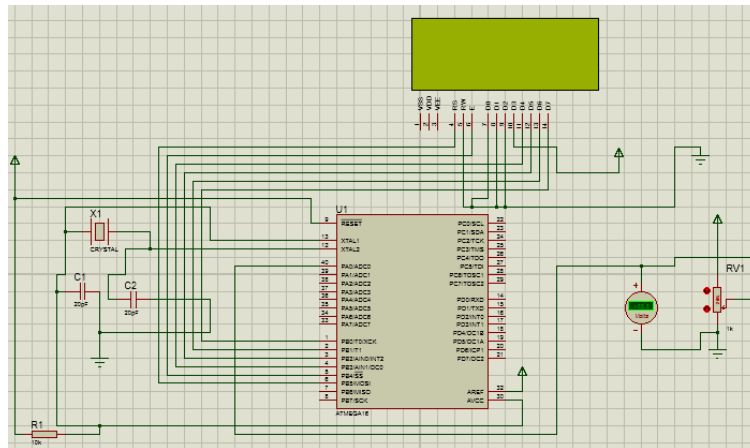 VSS
VDD
VEE
RS
RW
E
D0
D1
D2
D3
D4
D5
D6
D7
1
2
3
4
5
6
7
8
9
10
11
12
13
14
X1
CRYSTAL
C1
20pF
C2
20pF
R1
10k
U1
9 RESET
13 XTAL1
12 XTAL2
40 PA0/ADC0
39 PA1/ADC1
38 PA2/ADC2
37 PA3/ADC3
36 PA4/ADC4
35 PA5/ADC5
34 PA6/ADC6
33 PA7/ADC7
1 PB0/T0/XCK
2 PB1/T1
3 PB2/AIN0/INT2
4 PB3/AIN1/OC0
5 PB4/SS
6 PB5/MOSI
7 PB6/MISO
8 PB7/SCK
PC0/SCL 22
PC1/SDA 23
PC2/TCK 24
PC3/TMS 25
PC4/TDO 26
PC5/TDI 27
PC6/TOSC1 28
PC7/TOSC2 29
PD0/RXD 14
PD1/TXD 15
PD2/INT0 16
PD3/INT1 17
PD4/OC1B 18
PD5/OC1A 19
PD6/ICP1 20
PD7/OC2 21
AREF 32
AVCC 30
ATMEGA16
+
Volts
-
RV1
1k